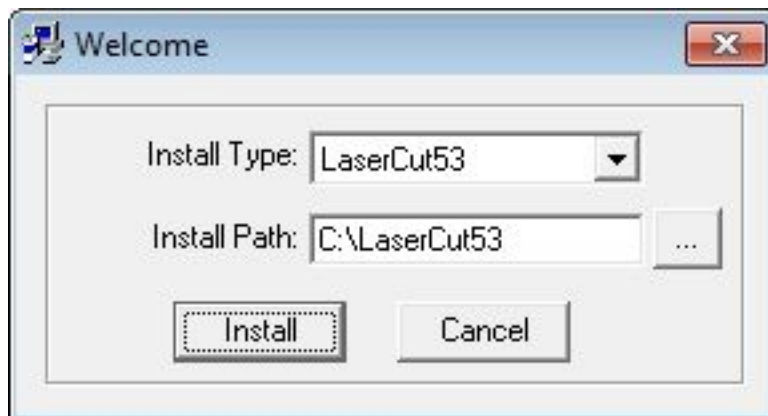 Welcome
Install Type: LaserCut53
Install Path: C:\LaserCut53 ...
Install Cancel